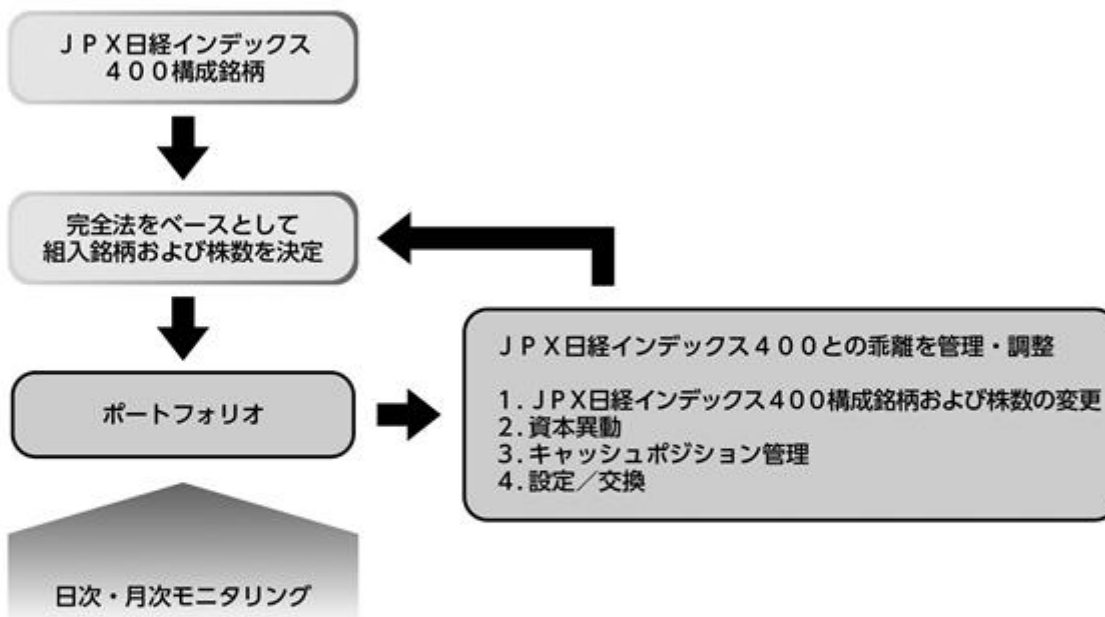 ＪＰＸ日経インデックス
４００構成銘柄
完全法をベースとして
組入銘柄および株数を決定
ポートフォリオ
ＪＰＸ日経インデックス４００との乖離を管理・調整
１.ＪＰＸ日経インデックス４００構成銘柄および株数の変更
２.資本異動
３.キャッシュポジション管理
４.設定／交換
日次・月次モニタリング